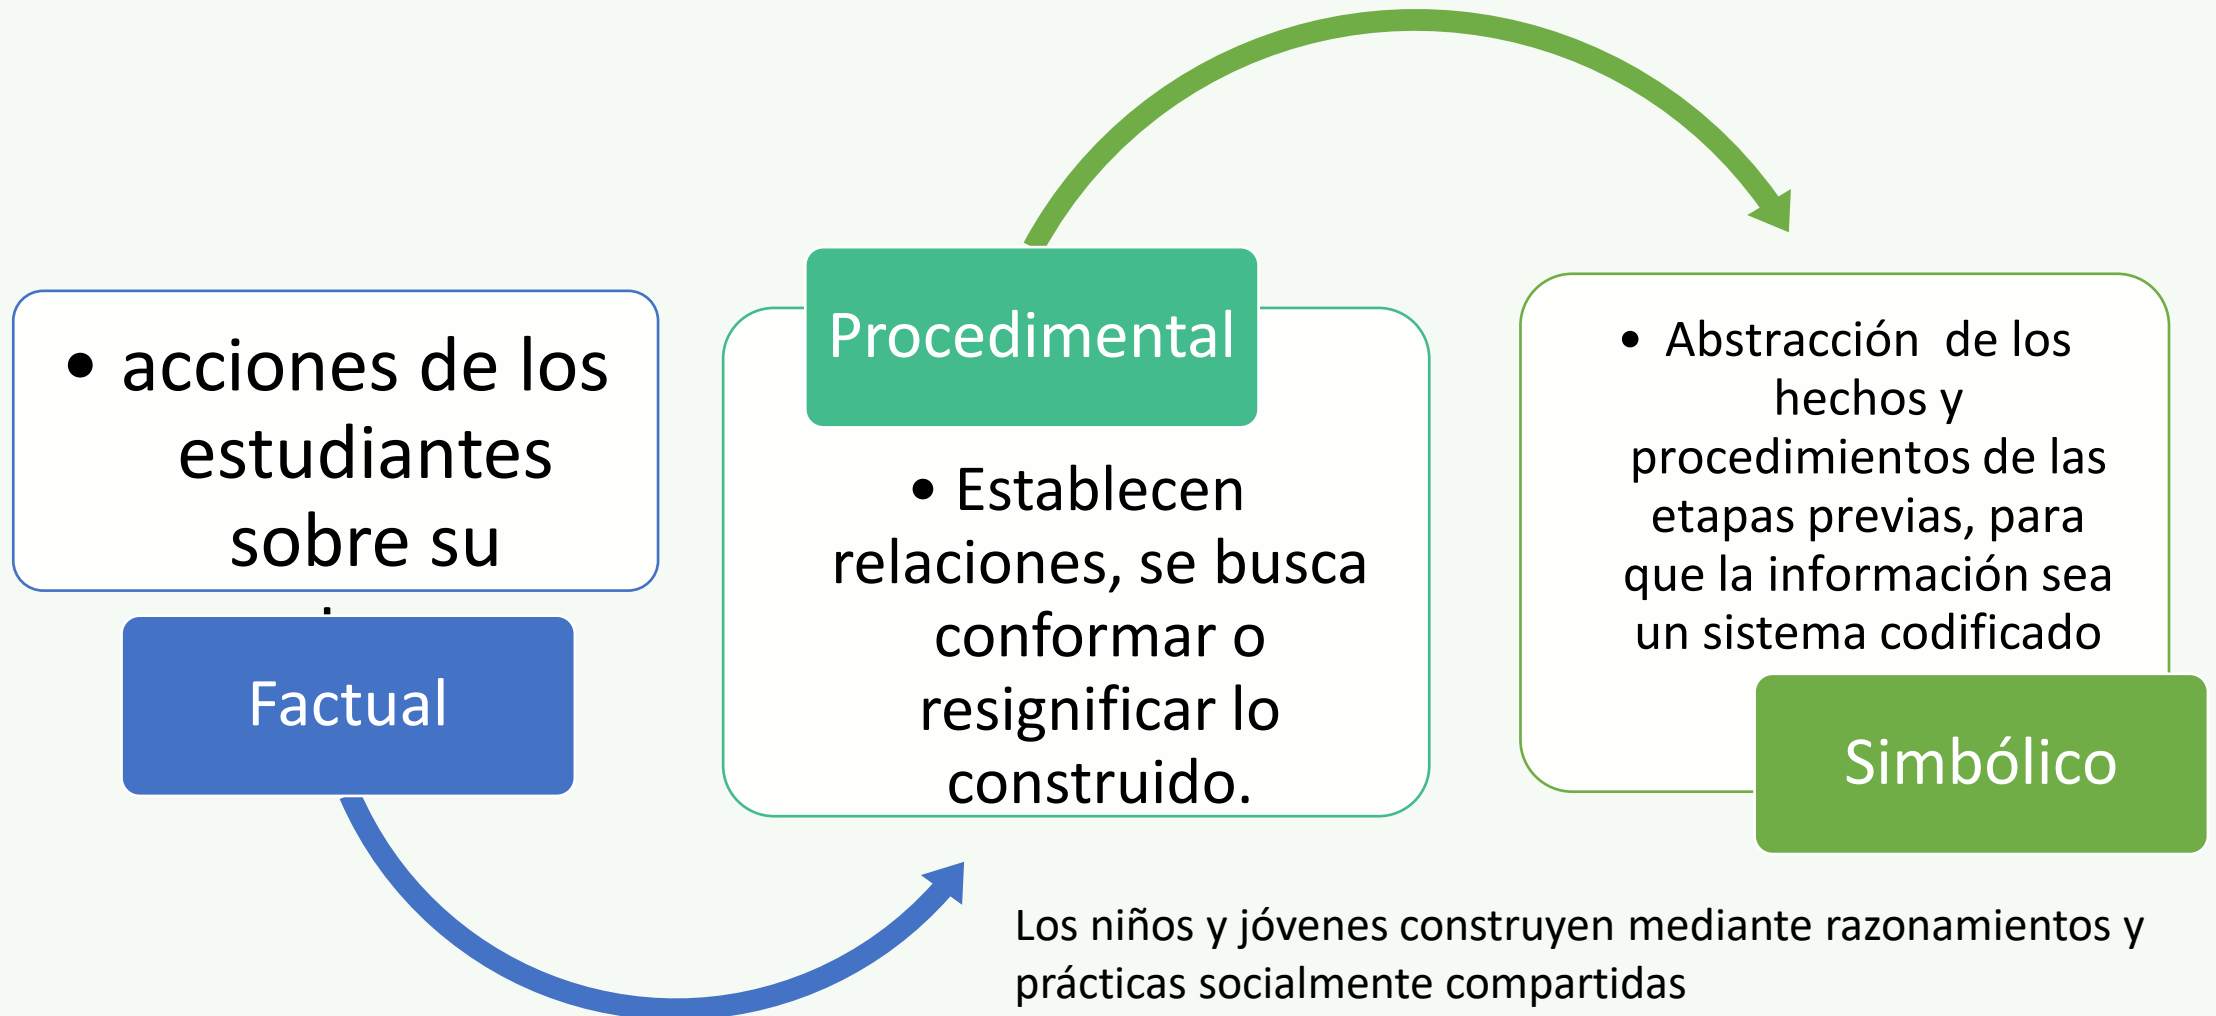 • acciones de los
estudiantes
sobre su
Factual
Procedimental
• Establecen
relaciones, se busca
conformar o
resignificar lo
construido.
• Abstracción de los
hechos y
procedimientos de las
etapas previas, para
que la información sea
un sistema codificado
Simbólico
Los niños y jóvenes construyen mediante razonamientos y
prácticas socialmente compartidas